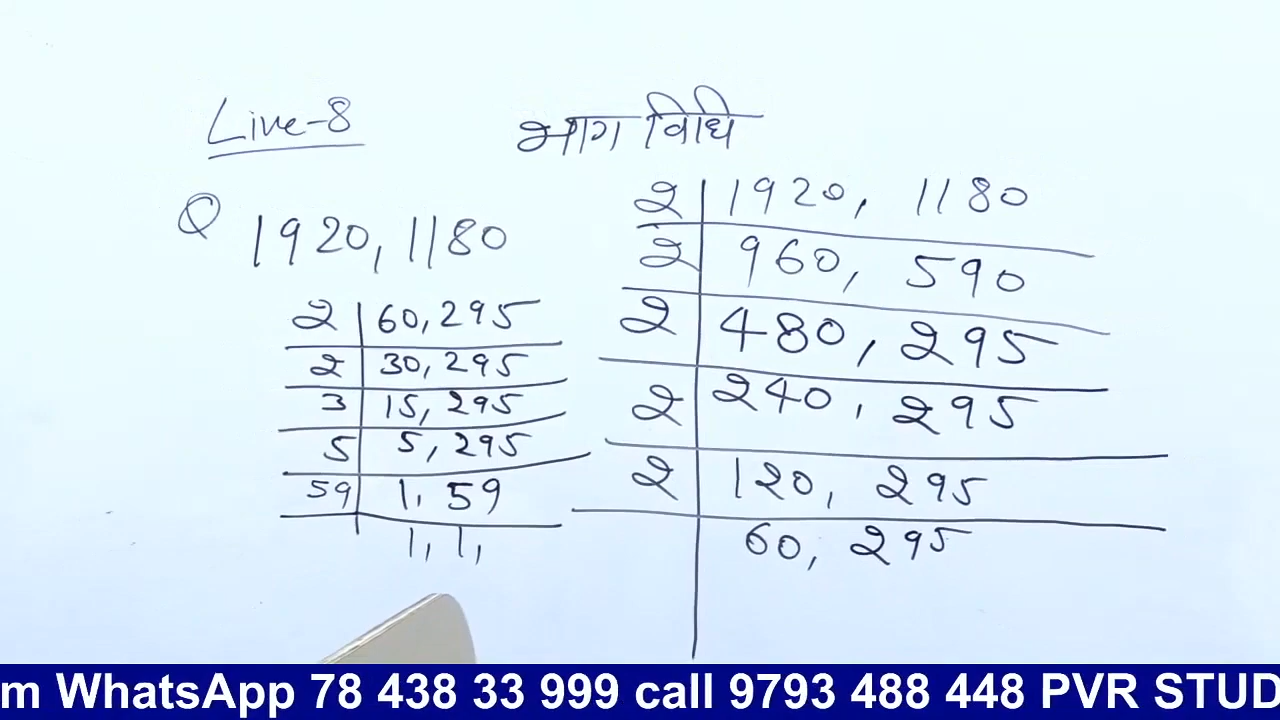 Live-8
भाग विधि
Q 1920, 1180
2 | 60, 295
2 | 30, 295
3 | 15, 295
5 | 5, 295
59 | 1, 59
1, 1,
2 | 1920, 1180
2 | 960, 590
2 | 480, 295
2 | 240, 295
2 | 120, 295
60, 295
m WhatsApp 78 438 33 999 call 9793 488 448 PVR STUD